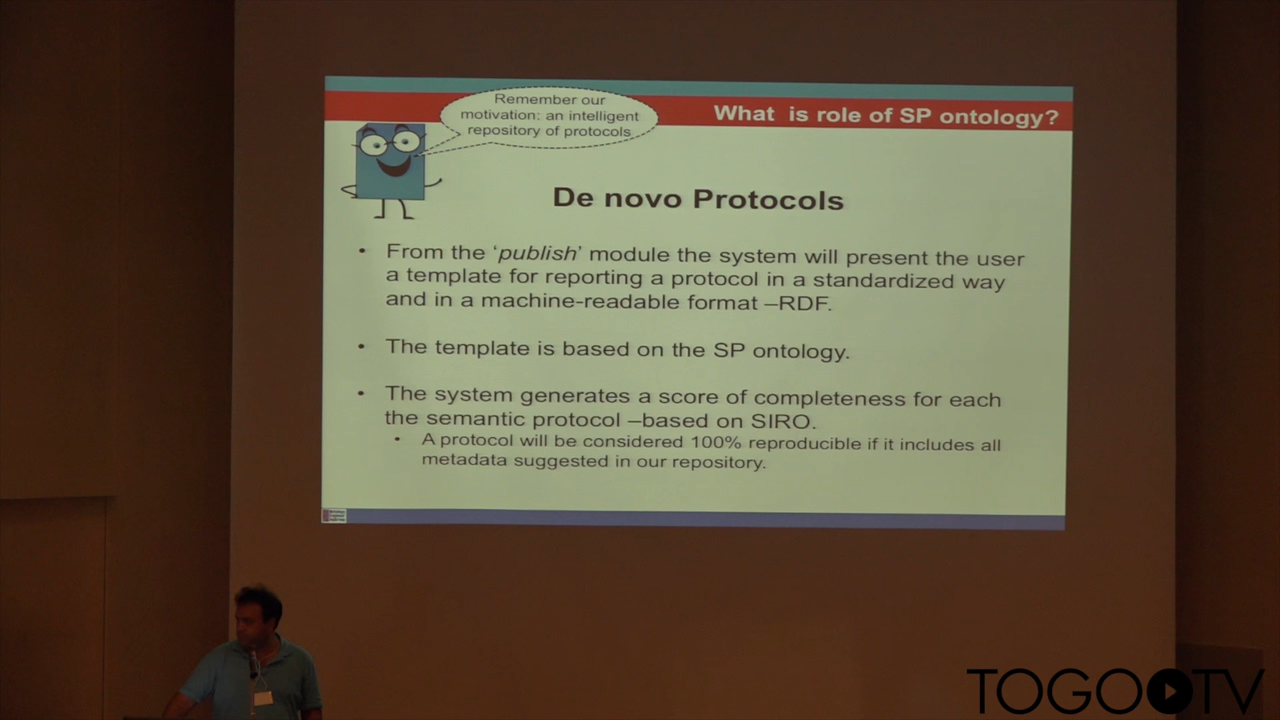 Remember our
motivation: an intelligent
repository of protocols
What is role of SP ontology?
De novo Protocols
• From the ‘publish’ module the system will present the user
a template for reporting a protocol in a standardized way
and in a machine-readable format –RDF.
• The template is based on the SP ontology.
• The system generates a score of completeness for each
the semantic protocol –based on SIRO.
• A protocol will be considered 100% reproducible if it includes all
metadata suggested in our repository.
TOGOTV